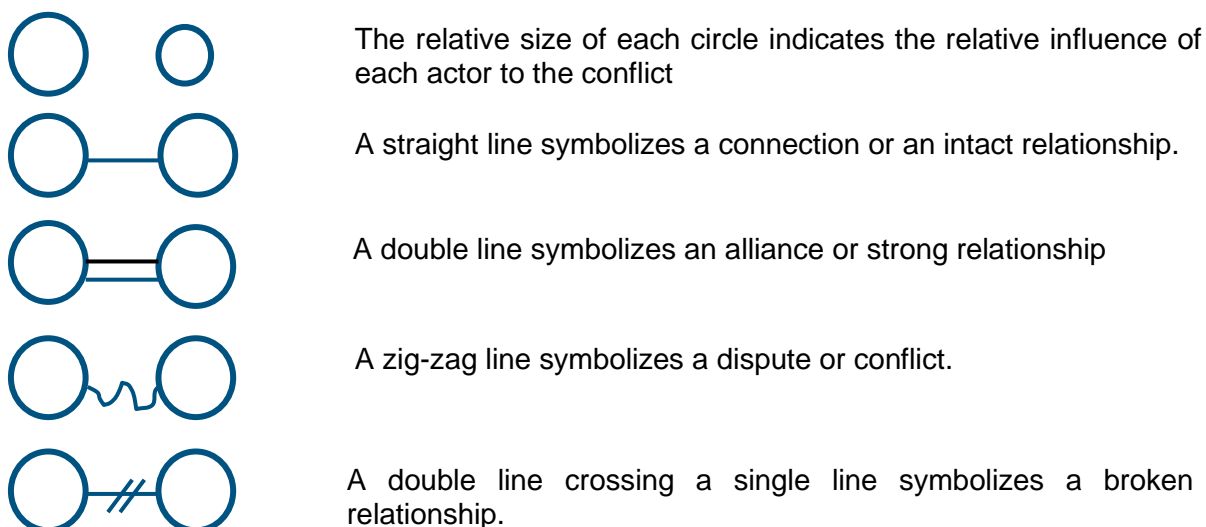 The relative size of each circle indicates the relative influence of
each actor to the conflict
A straight line symbolizes a connection or an intact relationship.
A double line symbolizes an alliance or strong relationship
A zig-zag line symbolizes a dispute or conflict.
A double line crossing a single line symbolizes a broken
relationship.